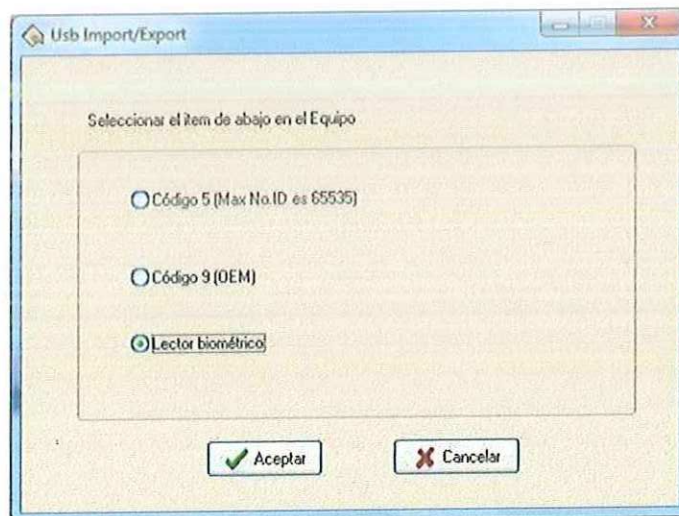 Usb Import/Export
Seleccionar el ítem de abajo en el Equipo
Código 5 (Max No.ID es 65535)
Código 9 (OEM)
Lector biométrico
Aceptar
Cancelar